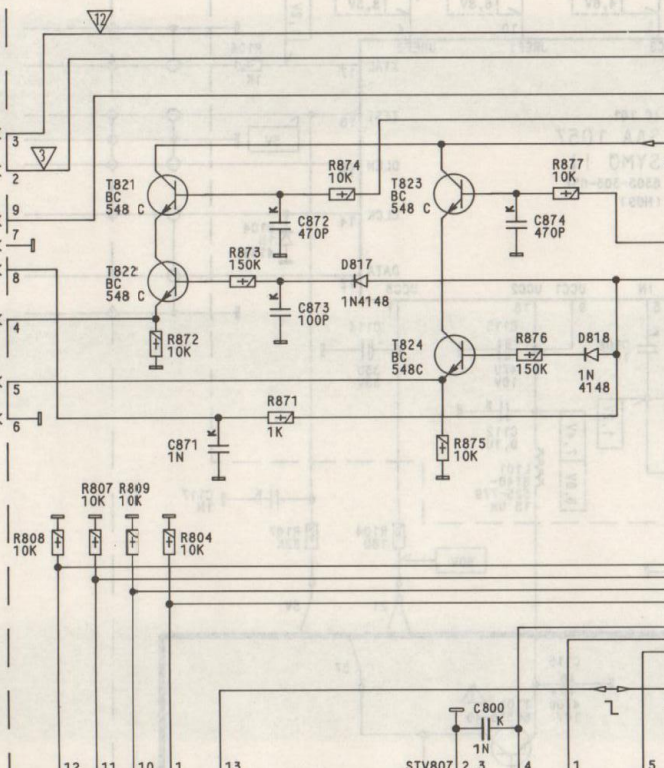 12
3
3
2
9
7
8
4
5
6
T821
BC
548 C
R874
10K
T823
BC
548 C
R877
10K
K
C872
470P
K
C874
470P
T822
BC
548 C
R873
150K
D817
1N4148
K
C873
100P
R872
10K
T824
BC
548C
R876
150K
D818
1N
4148
R871
1K
K
C871
1N
R875
10K
R808
10K
R807
10K
R809
10K
R804
10K
C800
K
1N
12
11
10
1
13
STV807
2
3
4
1
5